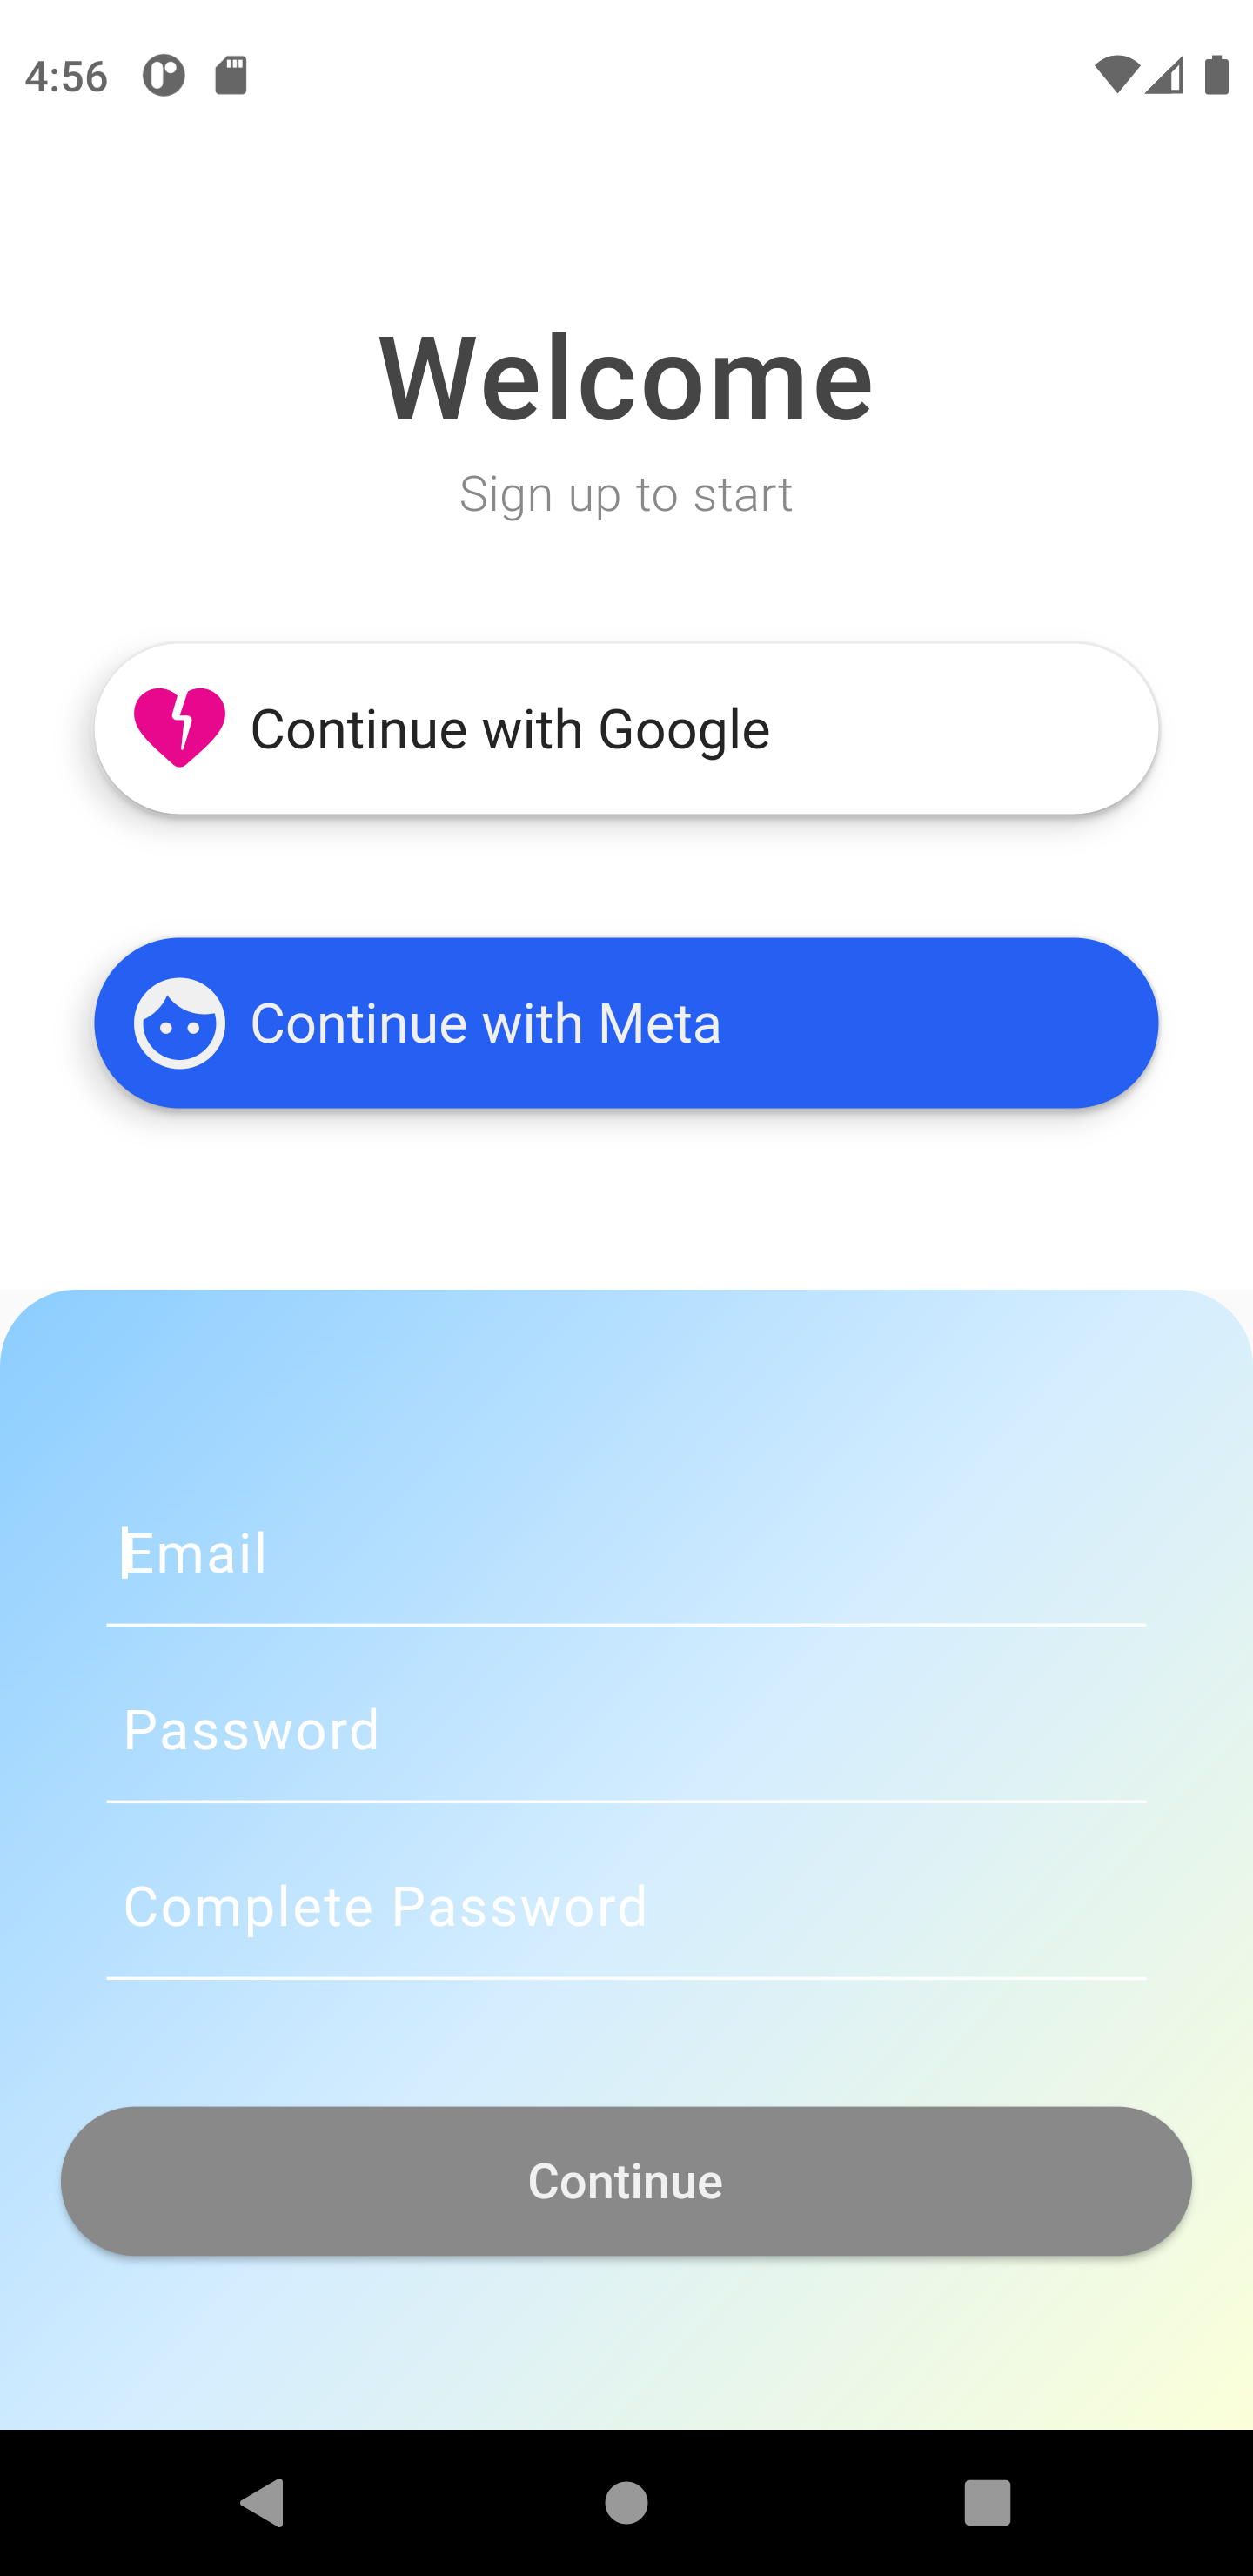 4:56
Welcome
Sign up to start
Continue with Google
Continue with Meta
Email
Password
Complete Password
Continue